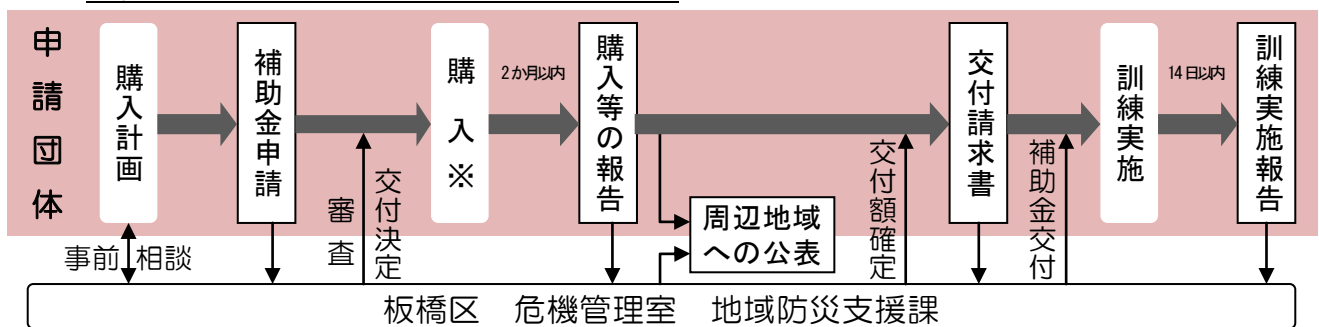 申請団体
購入計画
補助金申請
購入※
2か月以内
購入等の報告
交付請求書
訓練実施
14日以内
訓練実施報告
事前相談
審査
交付決定
周辺地域
への公表
交付額確定
補助金交付
板橋区 危機管理室 地域防災支援課